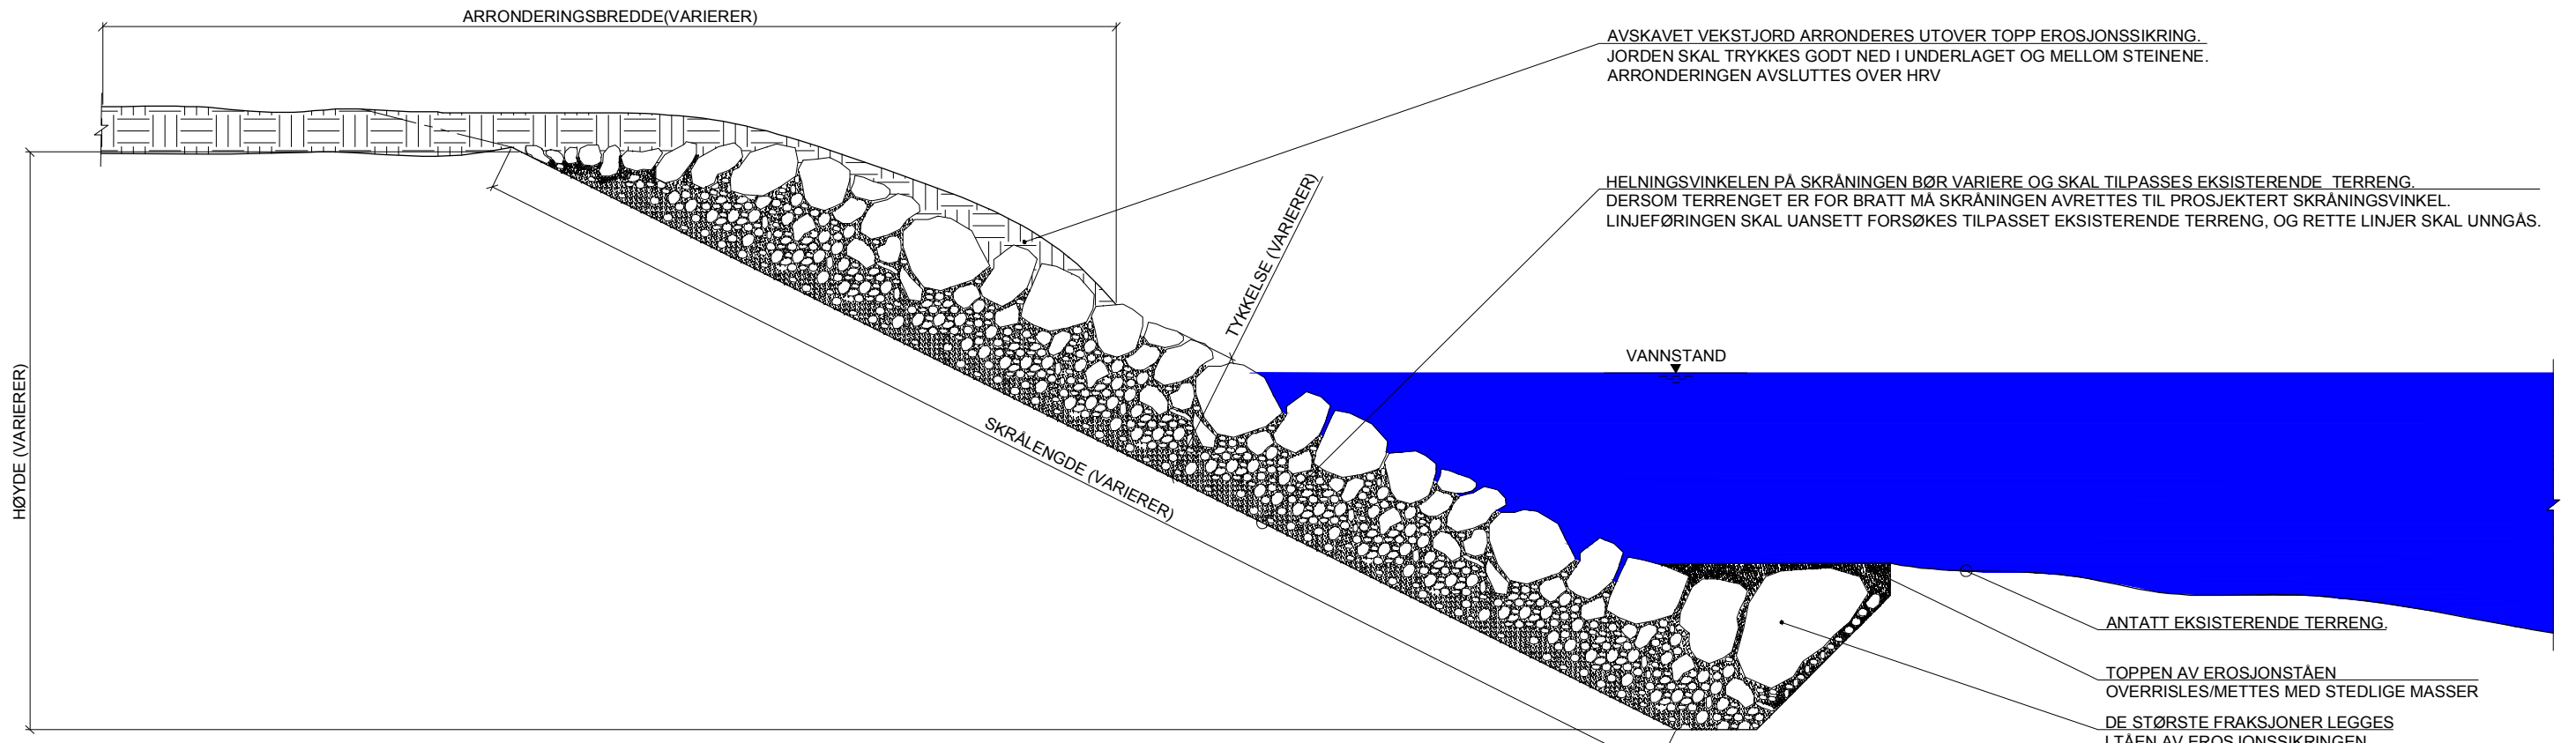 ARRONDERINGSBREDDE(VARIERER)
AVSKAVET VEKSTJORD ARRONDERES UTOVER TOPP EROSJONSSIKRING.
JORDEN SKAL TRYKKES GODT NED I UNDERLAGET OG MELLOM STEINENE.
ARRONDERINGEN AVSLUTTES OVER HRV
HELNINGSVINKELEN PÅ SKRÅNINGEN BØR VARIERE OG SKAL TILPASSES EKSISTERENDE TERRENG.
DERSOM TERRENGET ER FOR BRATT MÅ SKRÅNINGEN AVRETTES TIL PROSJEKTERT SKRÅNINGSVINKEL.
LINJEFØRINGEN SKAL UANSETT FORSØKES TILPASSET EKSISTERENDE TERRENG, OG RETTE LINJER SKAL UNNGÅS.
TYKKELSE (VARIERER)
VANNSTAND
HØYDE (VARIERER)
SKRÅLENGDE (VARIERER)
ANTATT EKSISTERENDE TERRENG.
TOPPEN AV EROSJONSTÅEN
OVERRISLES/METTES MED STEDLIGE MASSER
DE STØRSTE FRAKSJONER LEGGES
I TÅEN AV EROSJONSSIKRINGEN